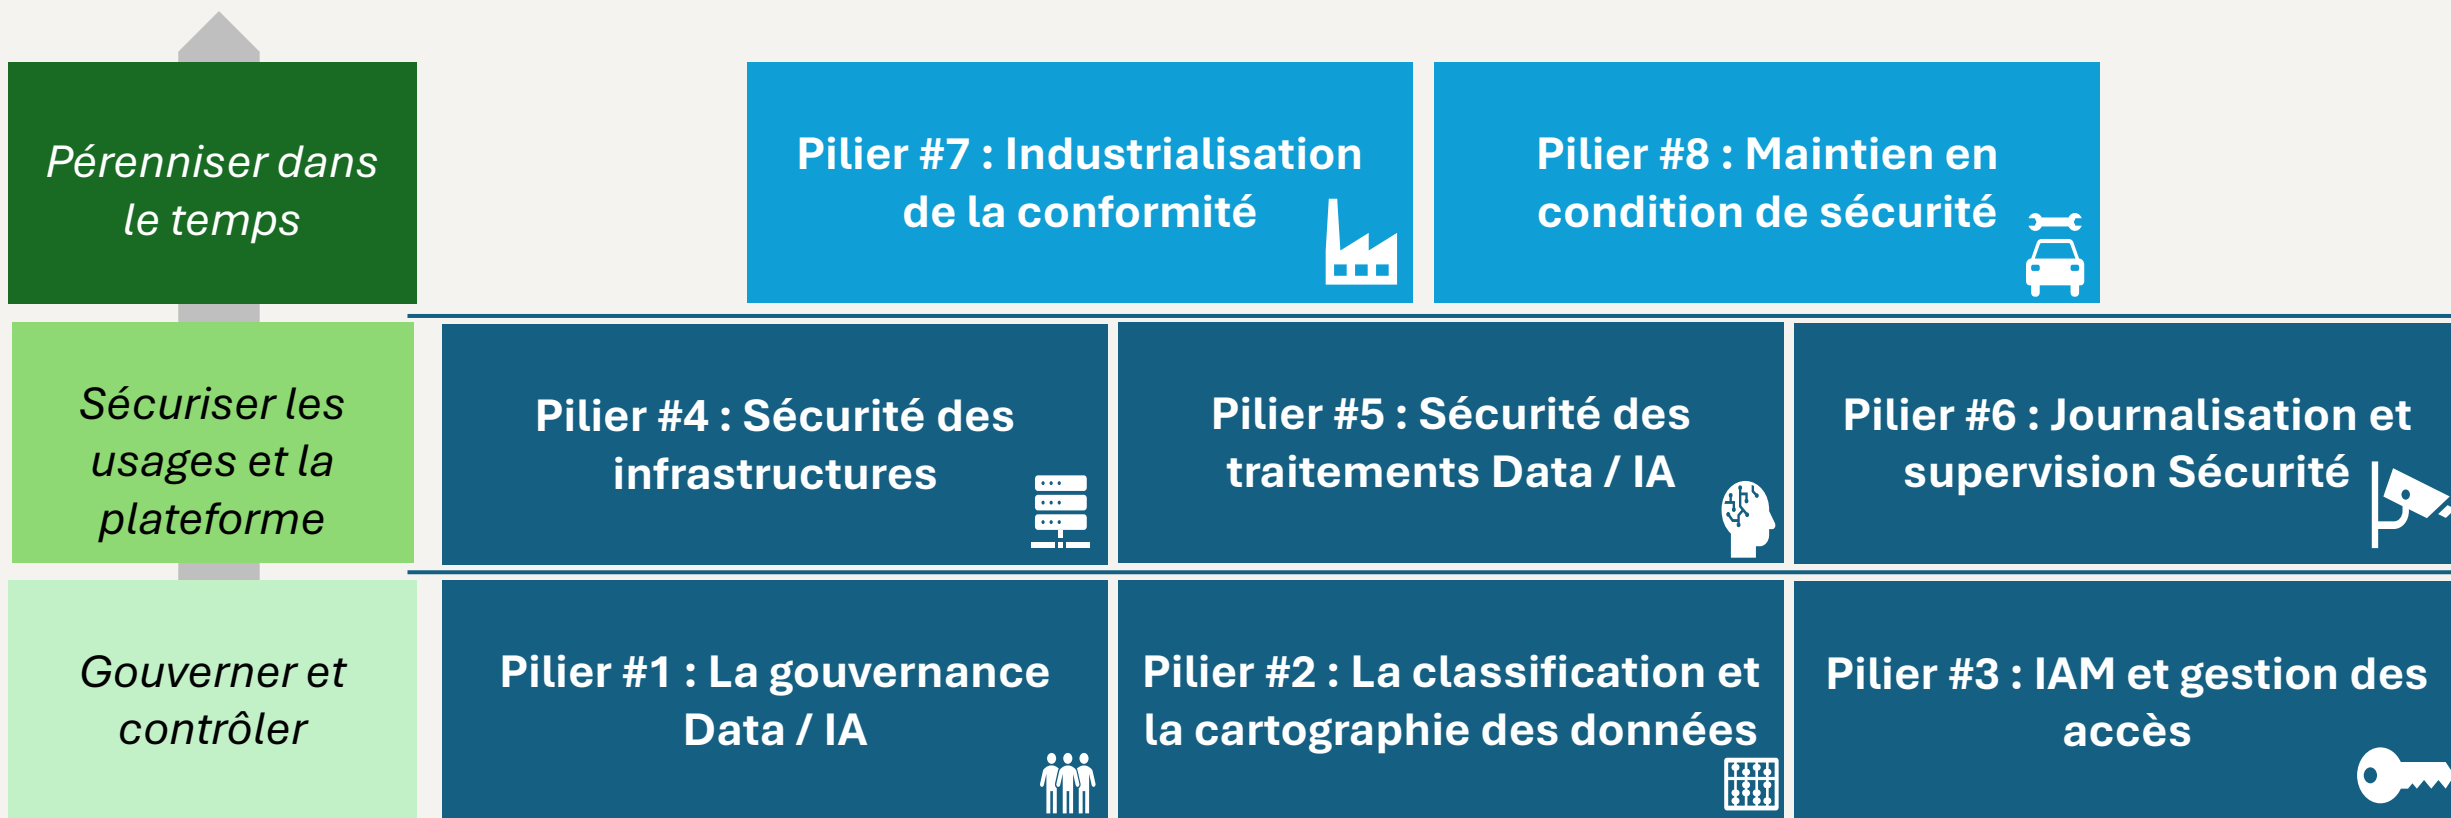 Pérenniser dans
le temps
Pilier #7 : Industrialisation
de la conformité
Pilier #8 : Maintien en
condition de sécurité
Sécuriser les
usages et la
plateforme
Pilier #4 : Sécurité des
infrastructures
Pilier #5 : Sécurité des
traitements Data / IA
Pilier #6 : Journalisation et
supervision Sécurité
Gouverner et
contrôler
Pilier #1 : La gouvernance
Data / IA
Pilier #2 : La classification et
la cartographie des données
Pilier #3 : IAM et gestion des
accès